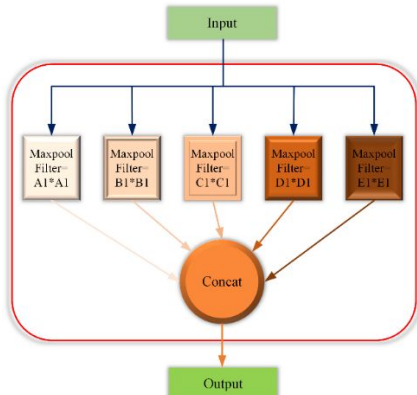 Input
Maxpool
Filter=
A1*A1
Maxpool
Filter=
B1*B1
Maxpool
Filter=
C1*C1
Maxpool
Filter=
D1*D1
Maxpool
Filter=
E1*E1
Concat
Output